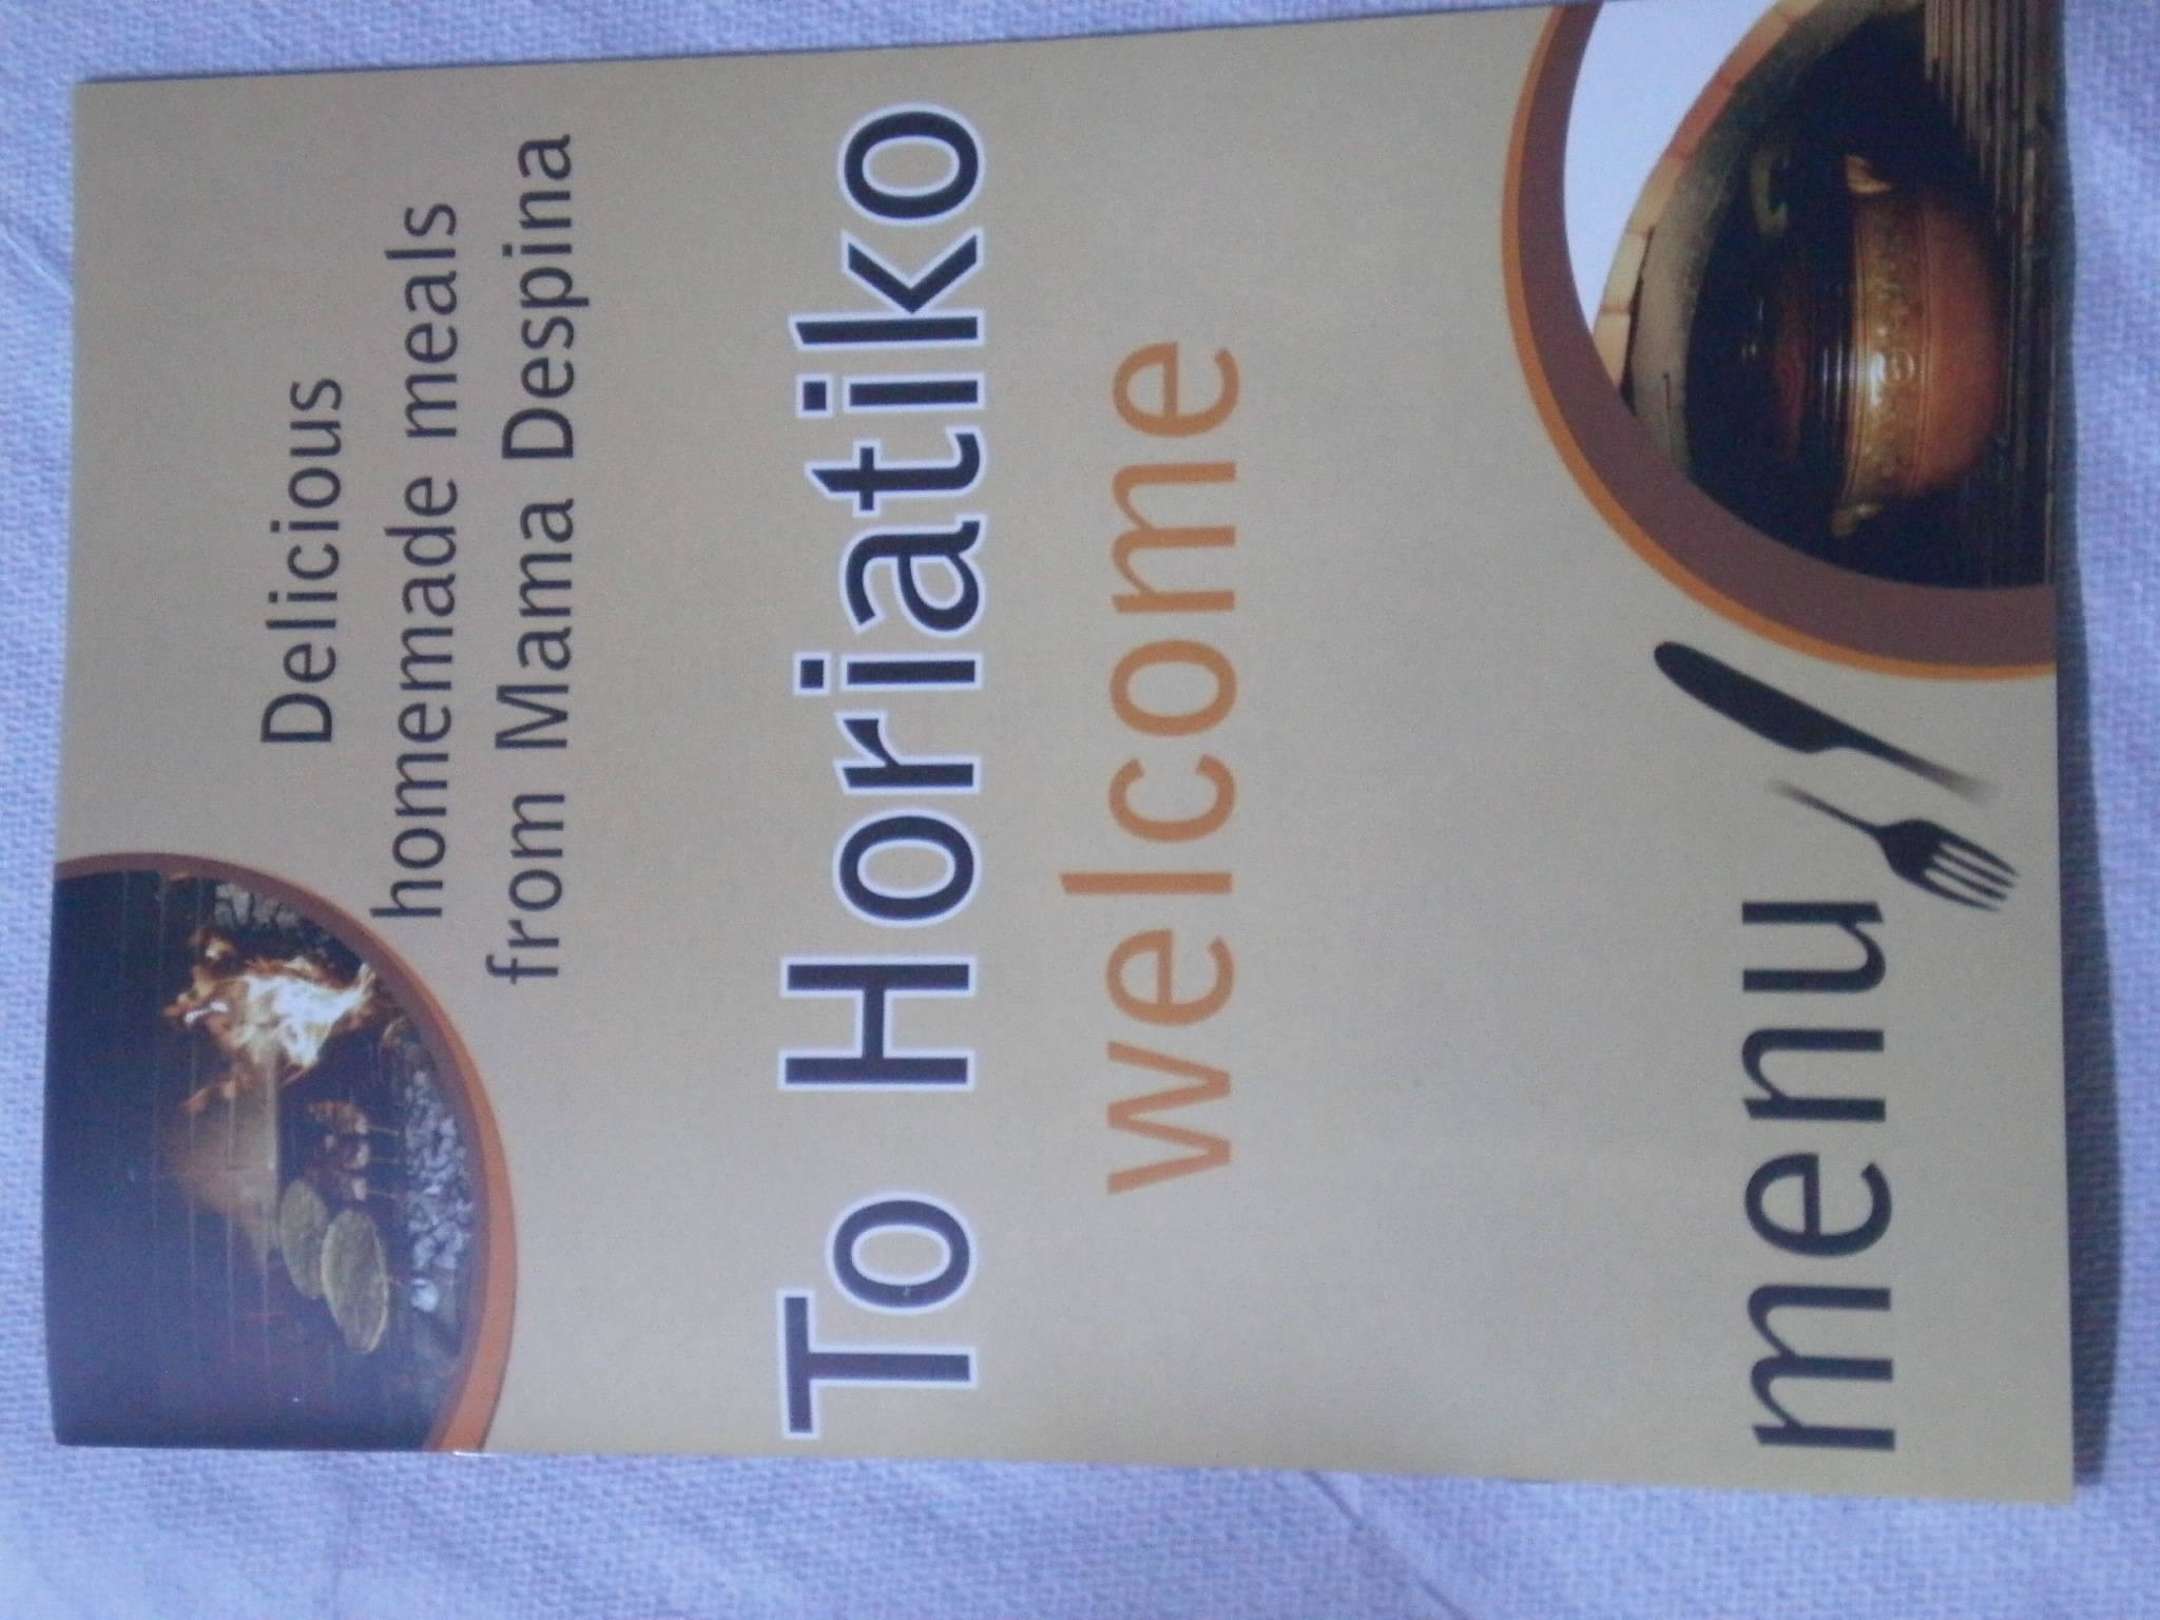 Delicious
homemade meals
from Mama Despina
To Horiatiko
welcome
menu